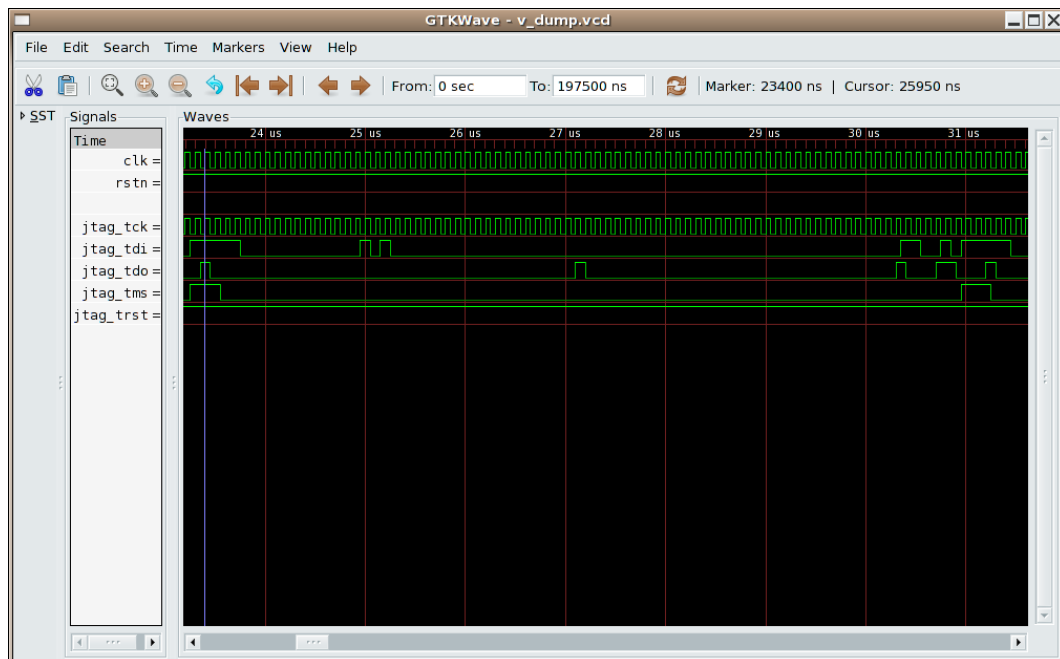 GTKWave - v_dump.vcd
File Edit Search Time Markers View Help
From: 0 sec To: 197500 ns Marker: 23400 ns | Cursor: 25950 ns
SST
Signals
Waves
Time
24 us 25 us 26 us 27 us 28 us 29 us 30 us 31 us
clk =
rstn =
jtag_tck =
jtag_tdi =
jtag_tdo =
jtag_tms =
jtag_trst =